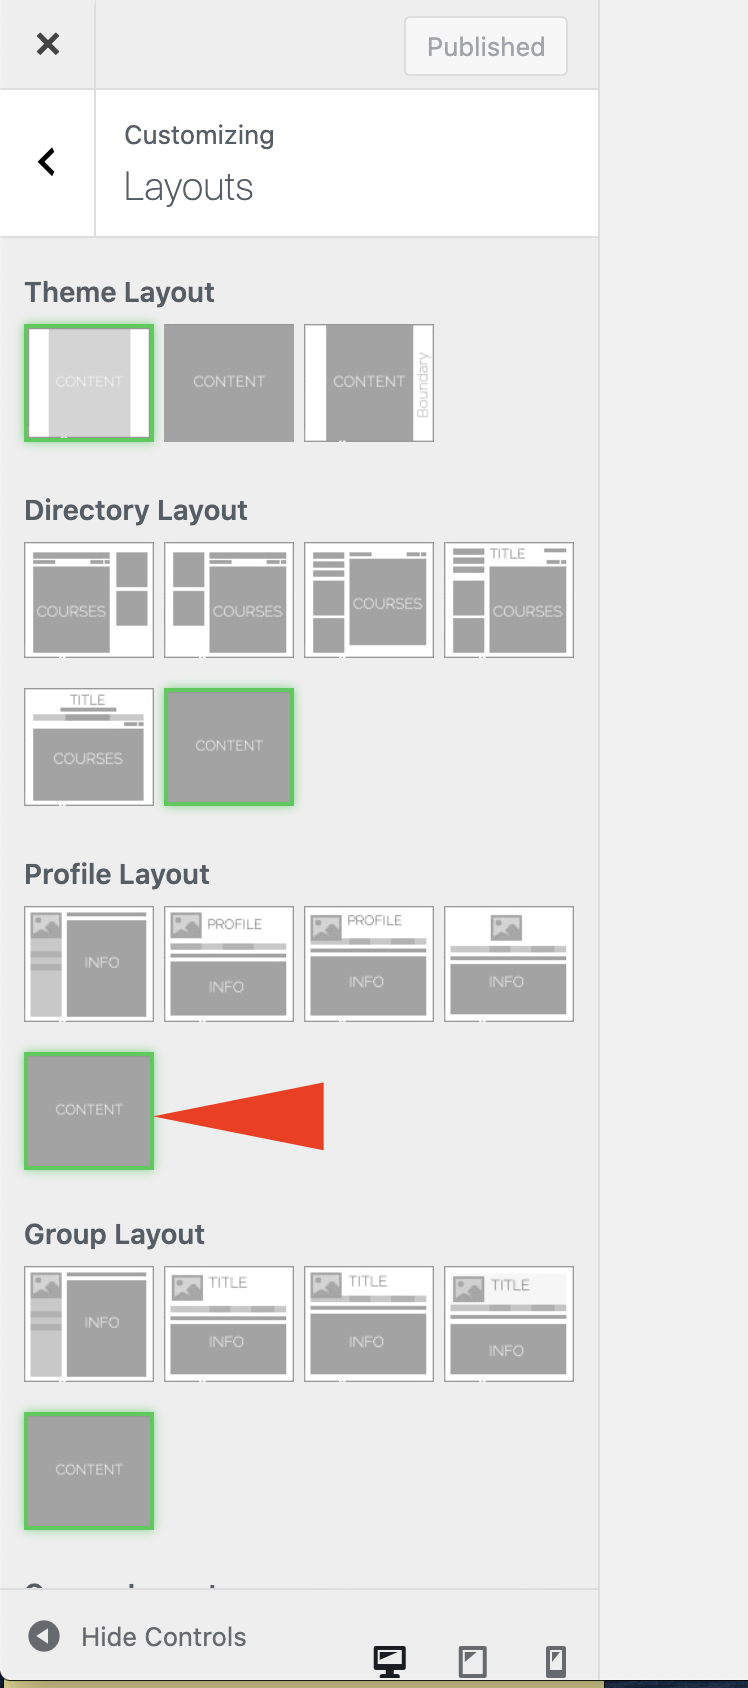 Published
Customizing
Layouts
Theme Layout
CONTENT
CONTENT
CONTENT
Boundary
Directory Layout
COURSES
COURSES
COURSES
TITLE
COURSES
TITLE
COURSES
CONTENT
Profile Layout
INFO
PROFILE
INFO
PROFILE
INFO
INFO
CONTENT
Group Layout
INFO
TITLE
INFO
TITLE
INFO
TITLE
INFO
CONTENT
Hide Controls